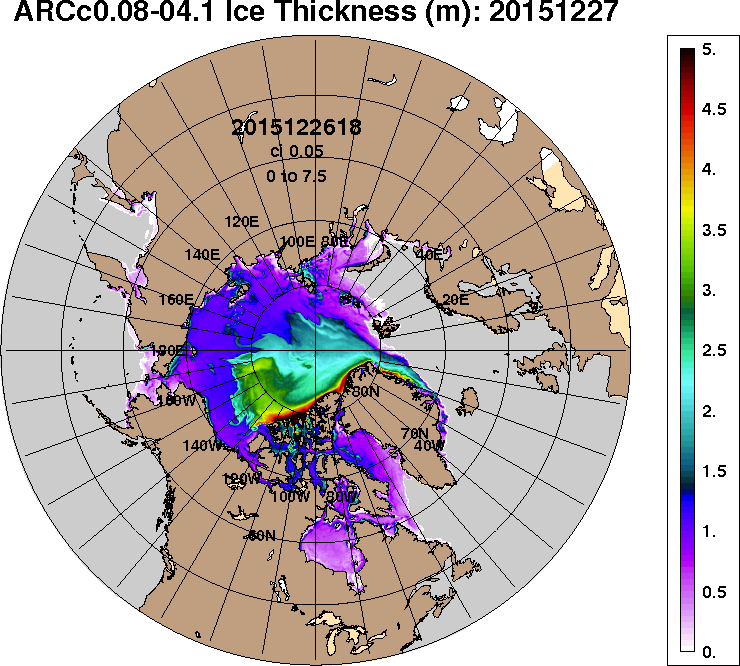 ARCc0.08-04.1 Ice Thickness (m): 20151227
5.
2015122618
ci 0.05
0 to 7.5
4.5
4.
120E
100E 80E
140E
40E
3.5
160E
20E
3.
180E
2.5
160W
80N
2.
140W
70N
40W
120W
100W 80W
1.5
60N
1.
0.5
0.